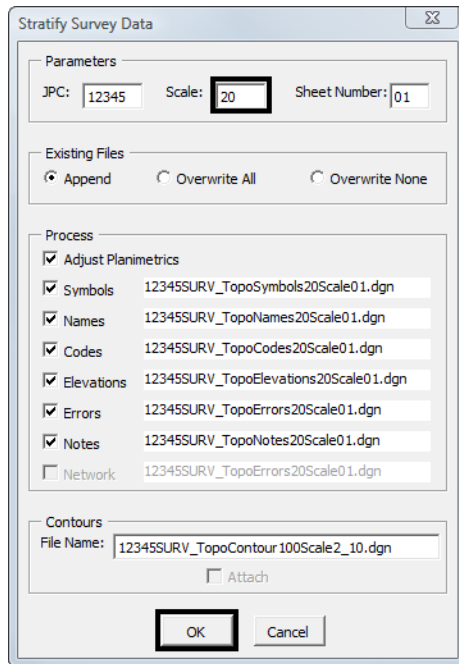 Stratify Survey Data
Parameters
JPC: 12345 Scale: 20 Sheet Number: 01
Existing Files
Append Overwrite All Overwrite None
Process
Adjust Planimetrics
Symbols 12345SURV_TopoSymbols20Scale01.dgn
Names 12345SURV_TopoNames20Scale01.dgn
Codes 12345SURV_TopoCodes20Scale01.dgn
Elevations 12345SURV_TopoElevations20Scale01.dgn
Errors 12345SURV_TopoErrors20Scale01.dgn
Notes 12345SURV_TopoNotes20Scale01.dgn
Network 12345SURV_TopoErrors20Scale01.dgn
Contours
File Name: 12345SURV_TopoContour100Scale2_10.dgn
Attach
OK Cancel